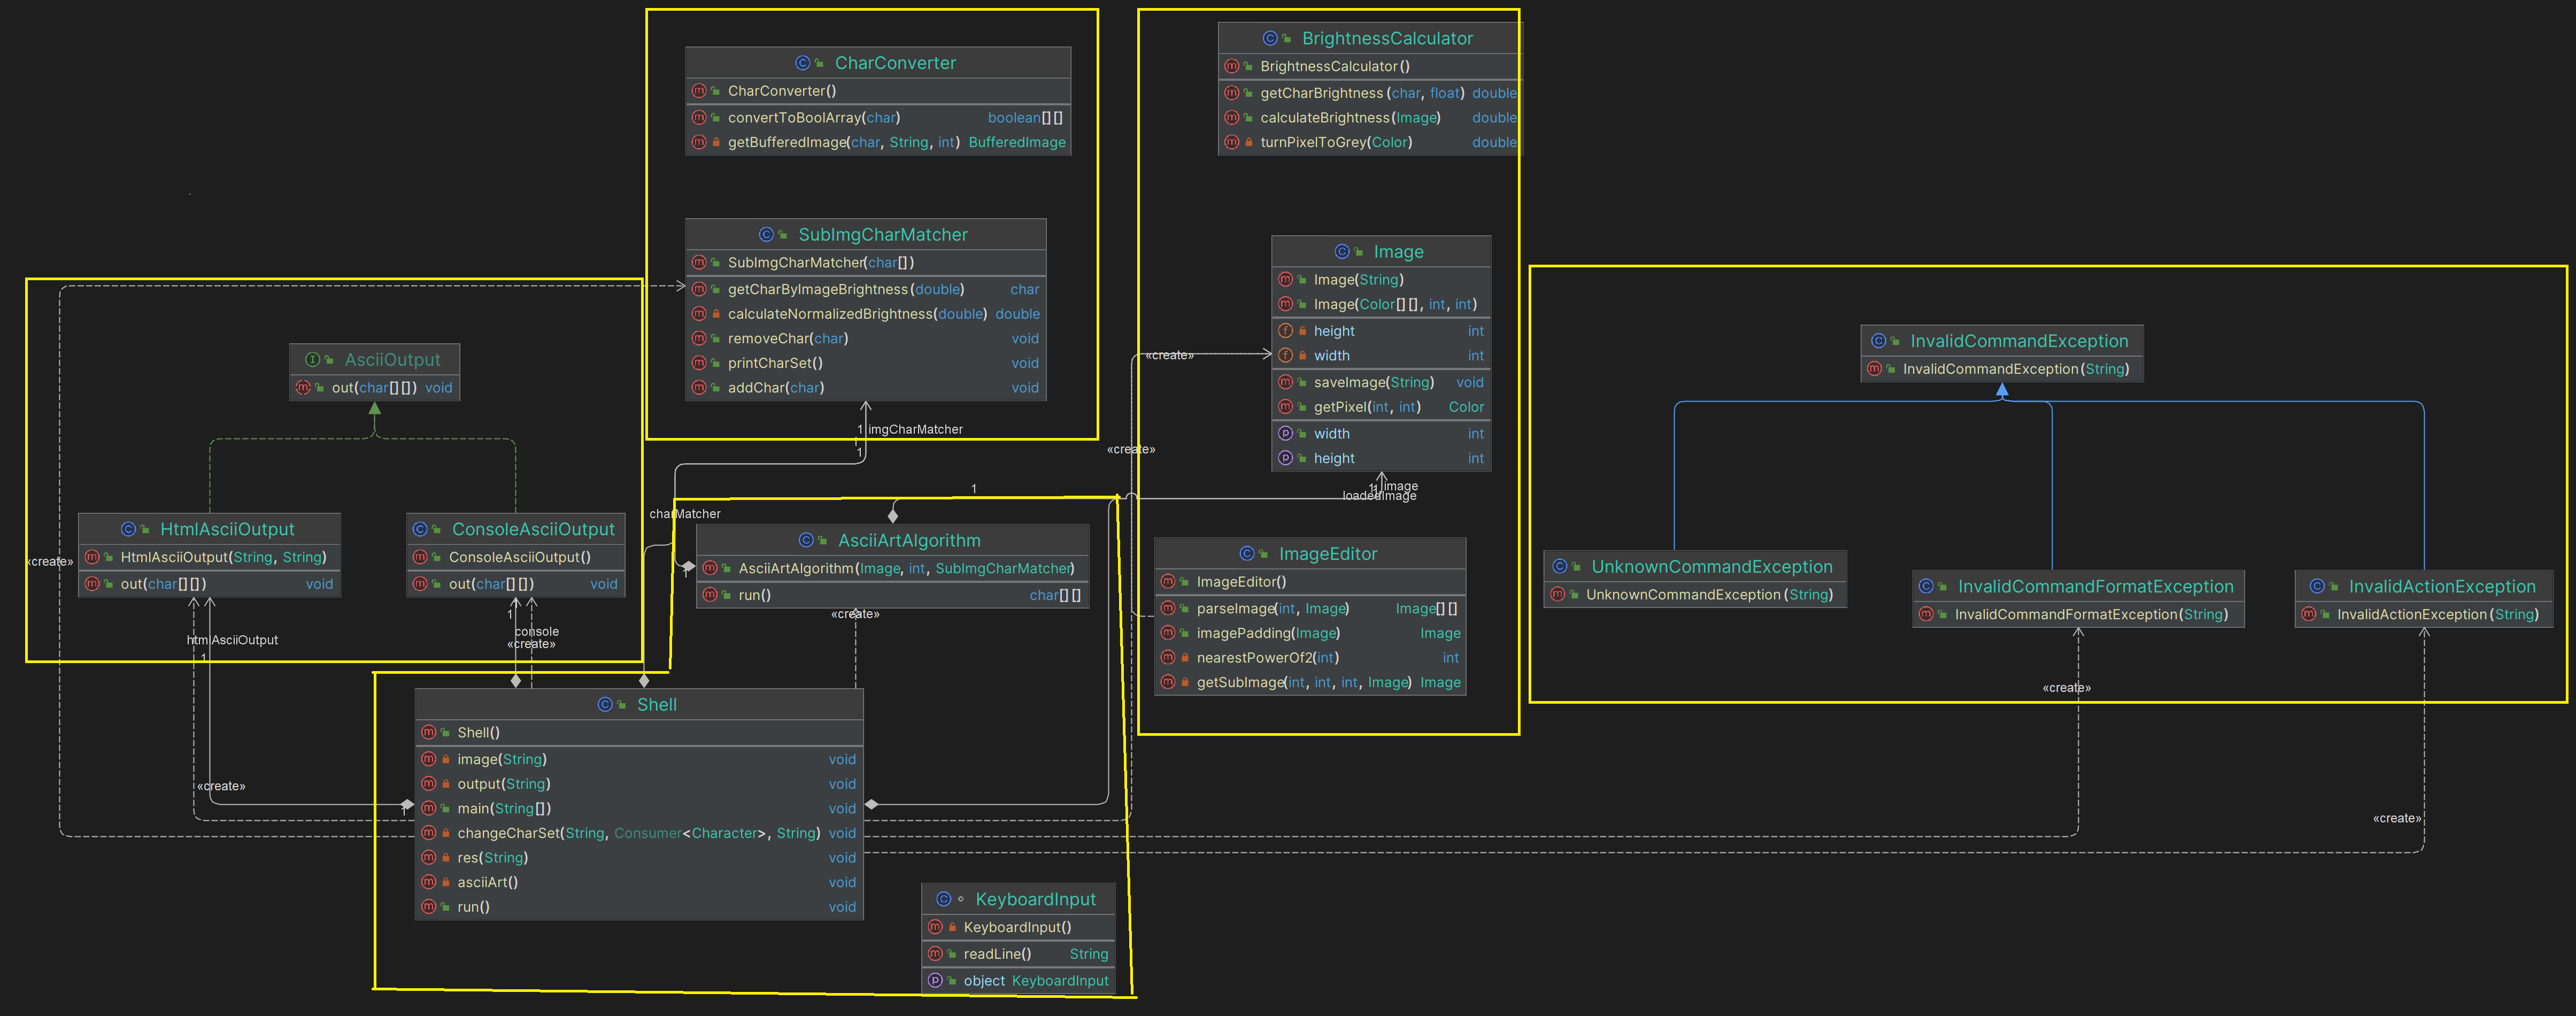 CharConverter
CharConverter()
convertToBoolArray(char) boolean[][]
getBufferedImage(char, String, int) BufferedImage
BrightnessCalculator
BrightnessCalculator()
getCharBrightness(char, float) double
calculateBrightness(Image) double
turnPixelToGrey(Color) double
SubImgCharMatcher
SubImgCharMatcher(char[])
getCharByImageBrightness(double) char
calculateNormalizedBrightness(double) double
removeChar(char) void
printCharSet() void
addChar(char) void
Image
Image(String)
Image(Color[][], int, int)
height int
width int
saveImage(String) void
getPixel(int, int) Color
width int
height int
AsciiOutput
out(char[][]) void
InvalidCommandException
InvalidCommandException(String)
«create»
1 imgCharMatcher
1
1
«create»
1
1 image
loadedImage
charMatcher
HtmlAsciiOutput
HtmlAsciiOutput(String, String)
out(char[][]) void
ConsoleAsciiOutput
ConsoleAsciiOutput()
out(char[][]) void
«create»
AsciiArtAlgorithm
AsciiArtAlgorithm(Image, int, SubImgCharMatcher)
run() char[][]
1
«create»
ImageEditor
ImageEditor()
parseImage(int, Image) Image[][]
imagePadding(Image) Image
nearestPowerOf2(int) int
getSubImage(int, int, int, Image) Image
UnknownCommandException
UnknownCommandException(String)
InvalidCommandFormatException
InvalidCommandFormatException(String)
InvalidActionException
InvalidActionException(String)
1
console
«create»
htmlAsciiOutput
1
«create»
Shell
Shell()
image(String) void
output(String) void
main(String[]) void
changeCharSet(String, Consumer<Character>, String) void
res(String) void
asciiArt() void
run() void
«create»
1
«create»
KeyboardInput
KeyboardInput()
readLine() String
object KeyboardInput